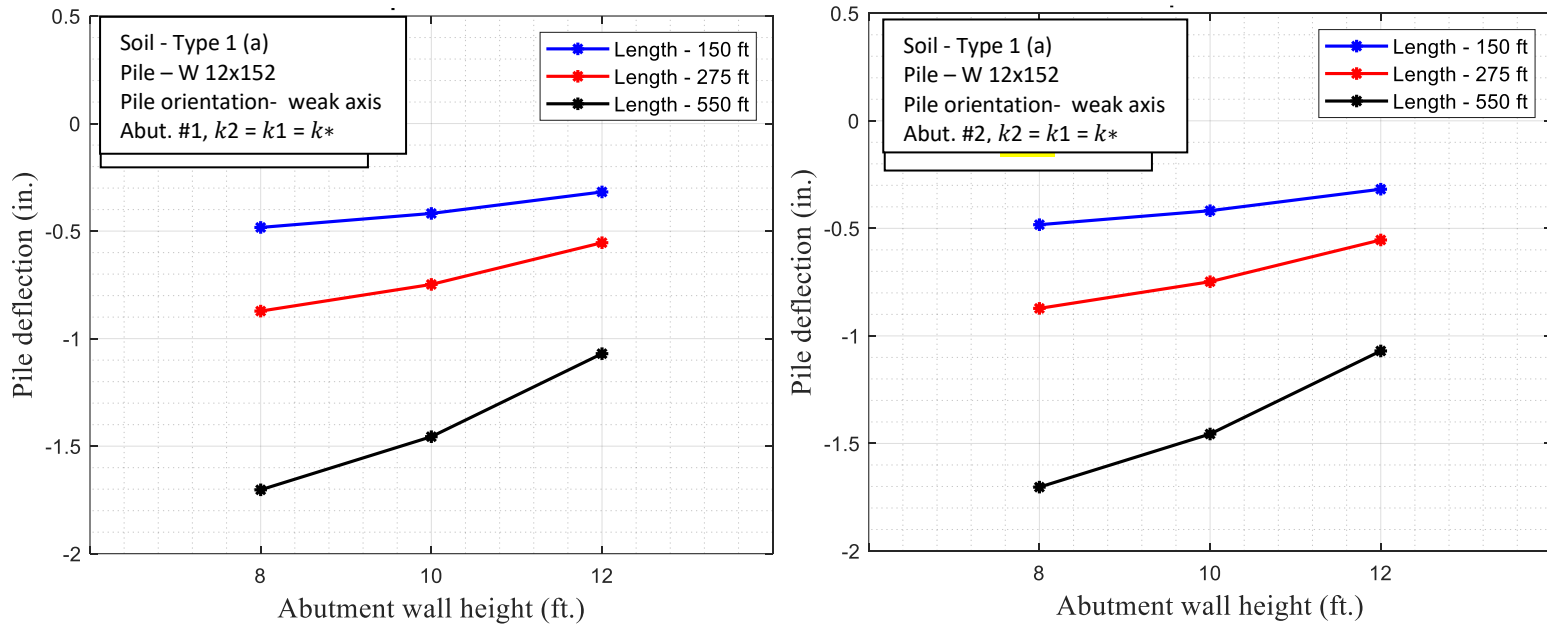 Soil - Type 1 (a)
Pile – W 12x152
Pile orientation- weak axis
Abut. #1, k2 = k1 = k*
Length - 150 ft
Length - 275 ft
Length - 550 ft
0.5
0
-0.5
-1
-1.5
-2
8 10 12
Pile deflection (in.)
Abutment wall height (ft.)
Soil - Type 1 (a)
Pile – W 12x152
Pile orientation- weak axis
Abut. #2, k2 = k1 = k*
Length - 150 ft
Length - 275 ft
Length - 550 ft
0.5
0
-0.5
-1
-1.5
-2
8 10 12
Pile deflection (in.)
Abutment wall height (ft.)